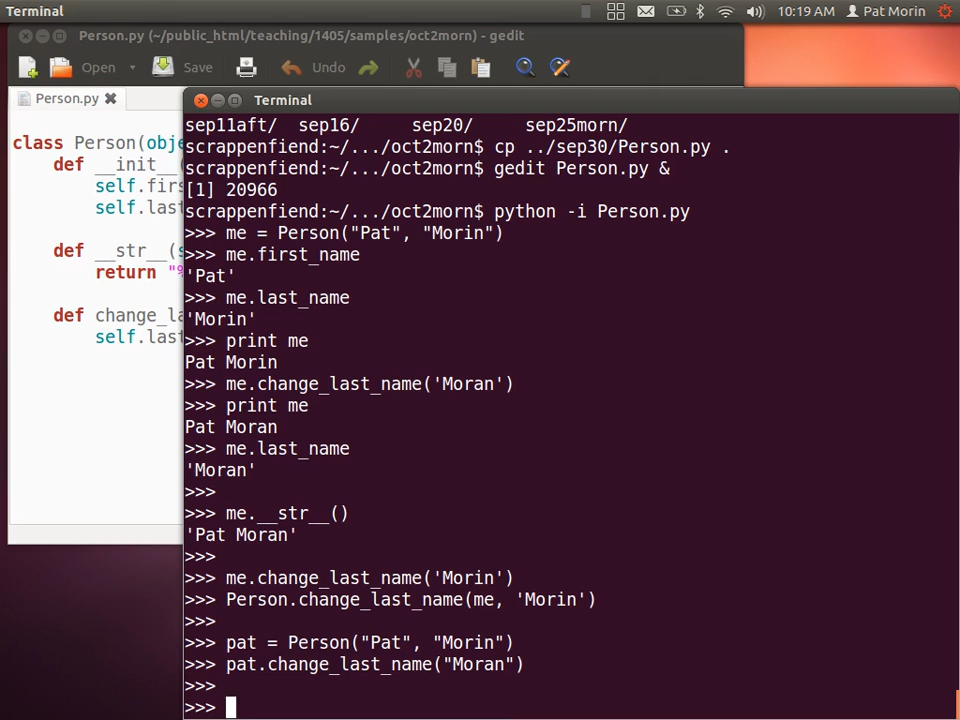 Terminal 10:19 AM Pat Morin
Person.py (~/public_html/teaching/1405/samples/oct2morn) - gedit
Open Save Undo
Person.py
class Person(obje
def __init__(
self.firs
self.last
def __str__(s
return "%
def change_la
self.last
Terminal
sep11aft/ sep16/ sep20/ sep25morn/
scrappenfiend:~/.../oct2morn$ cp ../sep30/Person.py .
scrappenfiend:~/.../oct2morn$ gedit Person.py &
[1] 20966
scrappenfiend:~/.../oct2morn$ python -i Person.py
>>> me = Person("Pat", "Morin")
>>> me.first_name
'Pat'
>>> me.last_name
'Morin'
>>> print me
Pat Morin
>>> me.change_last_name('Moran')
>>> print me
Pat Moran
>>> me.last_name
'Moran'
>>>
>>> me.__str__()
'Pat Moran'
>>>
>>> me.change_last_name('Morin')
>>> Person.change_last_name(me, 'Morin')
>>>
>>> pat = Person("Pat", "Morin")
>>> pat.change_last_name("Moran")
>>>
>>>